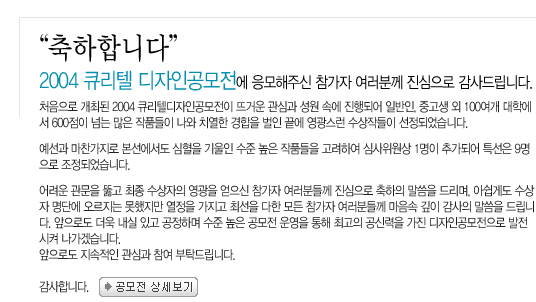 “축하합니다”
2004 큐리텔 디자인공모전에 응모해주신 참가자 여러분께 진심으로 감사드립니다.
처음으로 개최된 2004 큐리텔디자인공모전이 뜨거운 관심과 성원 속에 진행되어 일반인, 중고생 외 100여개 대학에
서 600점이 넘는 많은 작품들이 나와 치열한 경합을 벌인 끝에 영광스런 수상작들이 선정되었습니다.
예선과 마찬가지로 본선에서도 심혈을 기울인 수준 높은 작품들을 고려하여 심사위원상 1명이 추가되어 특선은 9명
으로 조정되었습니다.
어려운 관문을 뚫고 최종 수상자의 영광을 얻으신 참가자 여러분들께 진심으로 축하의 말씀을 드리며, 아쉽게도 수상
자 명단에 오르지는 못했지만 열정을 가지고 최선을 다한 모든 참가자 여러분들께 마음속 깊이 감사의 말씀을 드립니
다. 앞으로도 더욱 내실 있고 공정하며 수준 높은 공모전 운영을 통해 최고의 공신력을 가진 디자인공모전으로 발전
시켜 나가겠습니다.
앞으로도 지속적인 관심과 참여 부탁드립니다.
감사합니다. 공모전 상세보기